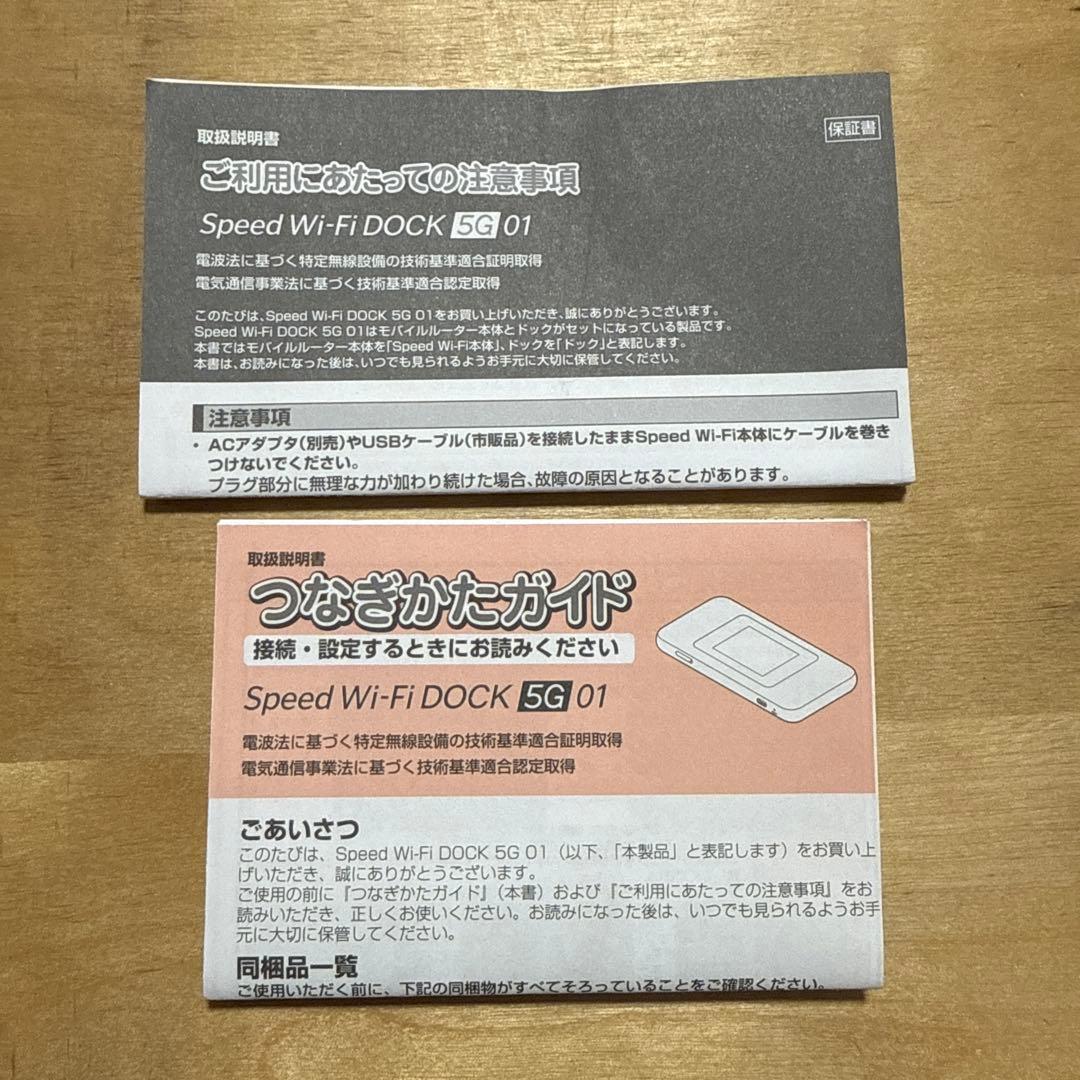 取扱説明書
保証書
ご利用にあたっての注意事項
Speed Wi-Fi DOCK 5G 01
電波法に基づく特定無線設備の技術基準適合証明取得
電気通信事業法に基づく技術基準適合認定取得
このたびは、Speed Wi-Fi DOCK 5G 01をお買い上げいただき、誠にありがとうございます。
Speed Wi-Fi DOCK 5G 01はモバイルルーター本体とドックがセットになっている製品です。
本書ではモバイルルーター本体を「Speed Wi-Fi本体」、ドックを「ドック」と表記します。
本書は、お読みになった後は、いつでも見られるようお手元に大切に保管してください。
注意事項
・ACアダプタ(別売)やUSBケーブル(市販品)を接続したままSpeed Wi-Fi本体にケーブルを巻き
つけないでください。
プラグ部分に無理な力が加わり続けた場合、故障の原因となることがあります。
取扱説明書
つなぎかたガイド
接続・設定するときにお読みください
Speed Wi-Fi DOCK 5G 01
電波法に基づく特定無線設備の技術基準適合証明取得
電気通信事業法に基づく技術基準適合認定取得
ごあいさつ
このたびは、Speed Wi-Fi DOCK 5G 01（以下、「本製品」と表記します）をお買い上
げいただき、誠にありがとうございます。
ご使用の前に『つなぎかたガイド』（本書）および『ご利用にあたっての注意事項』をお
読みいただき、正しくお使いください。お読みになった後は、いつでも見られるようお手
元に大切に保管してください。
同梱品一覧
ご使用いただく前に、下記の同梱物がすべてそろっていることをご確認ください。